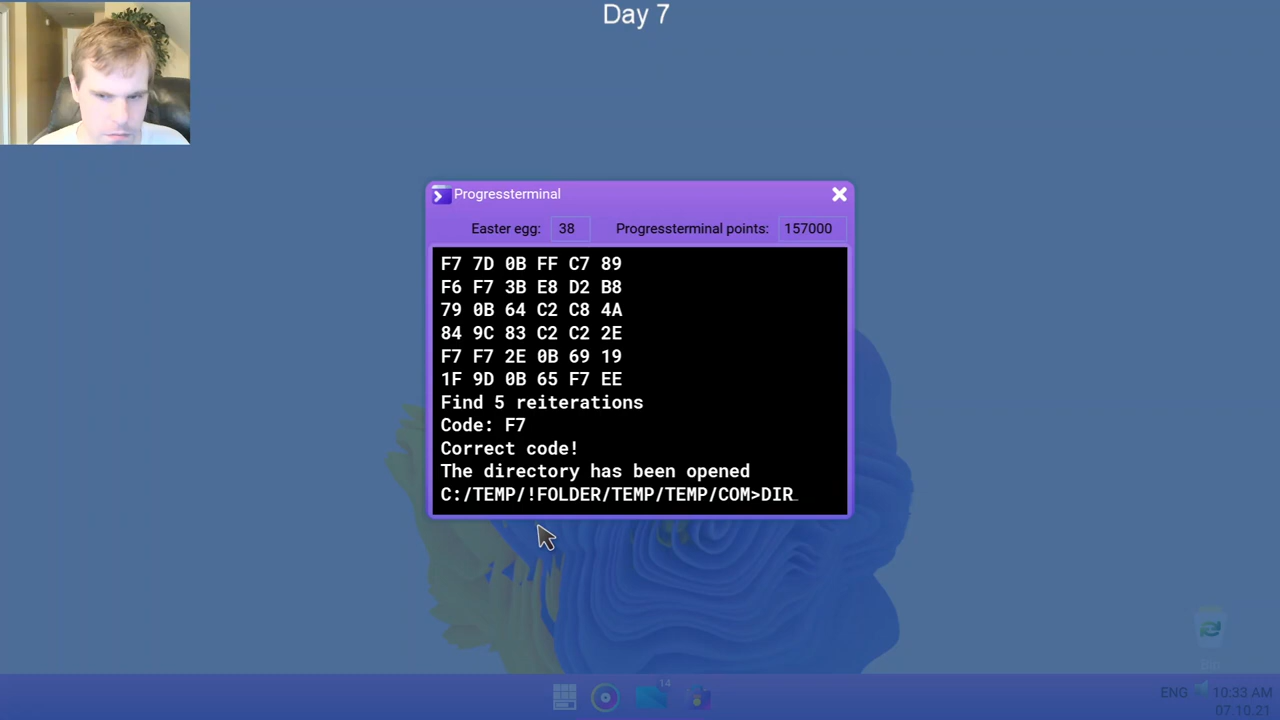 Day 7
Progressterminal
Easter egg: 38 Progressterminal points: 157000
F7 7D 0B FF C7 89
F6 F7 3B E8 D2 B8
79 0B 64 C2 C8 4A
84 9C 83 C2 C2 2E
F7 F7 2E 0B 69 19
1F 9D 0B 65 F7 EE
Find 5 reiterations
Code: F7
Correct code!
The directory has been opened
C:/TEMP/!FOLDER/TEMP/TEMP/COM>DIR_
Bin
14
ENG 10:33 AM
07.10.21